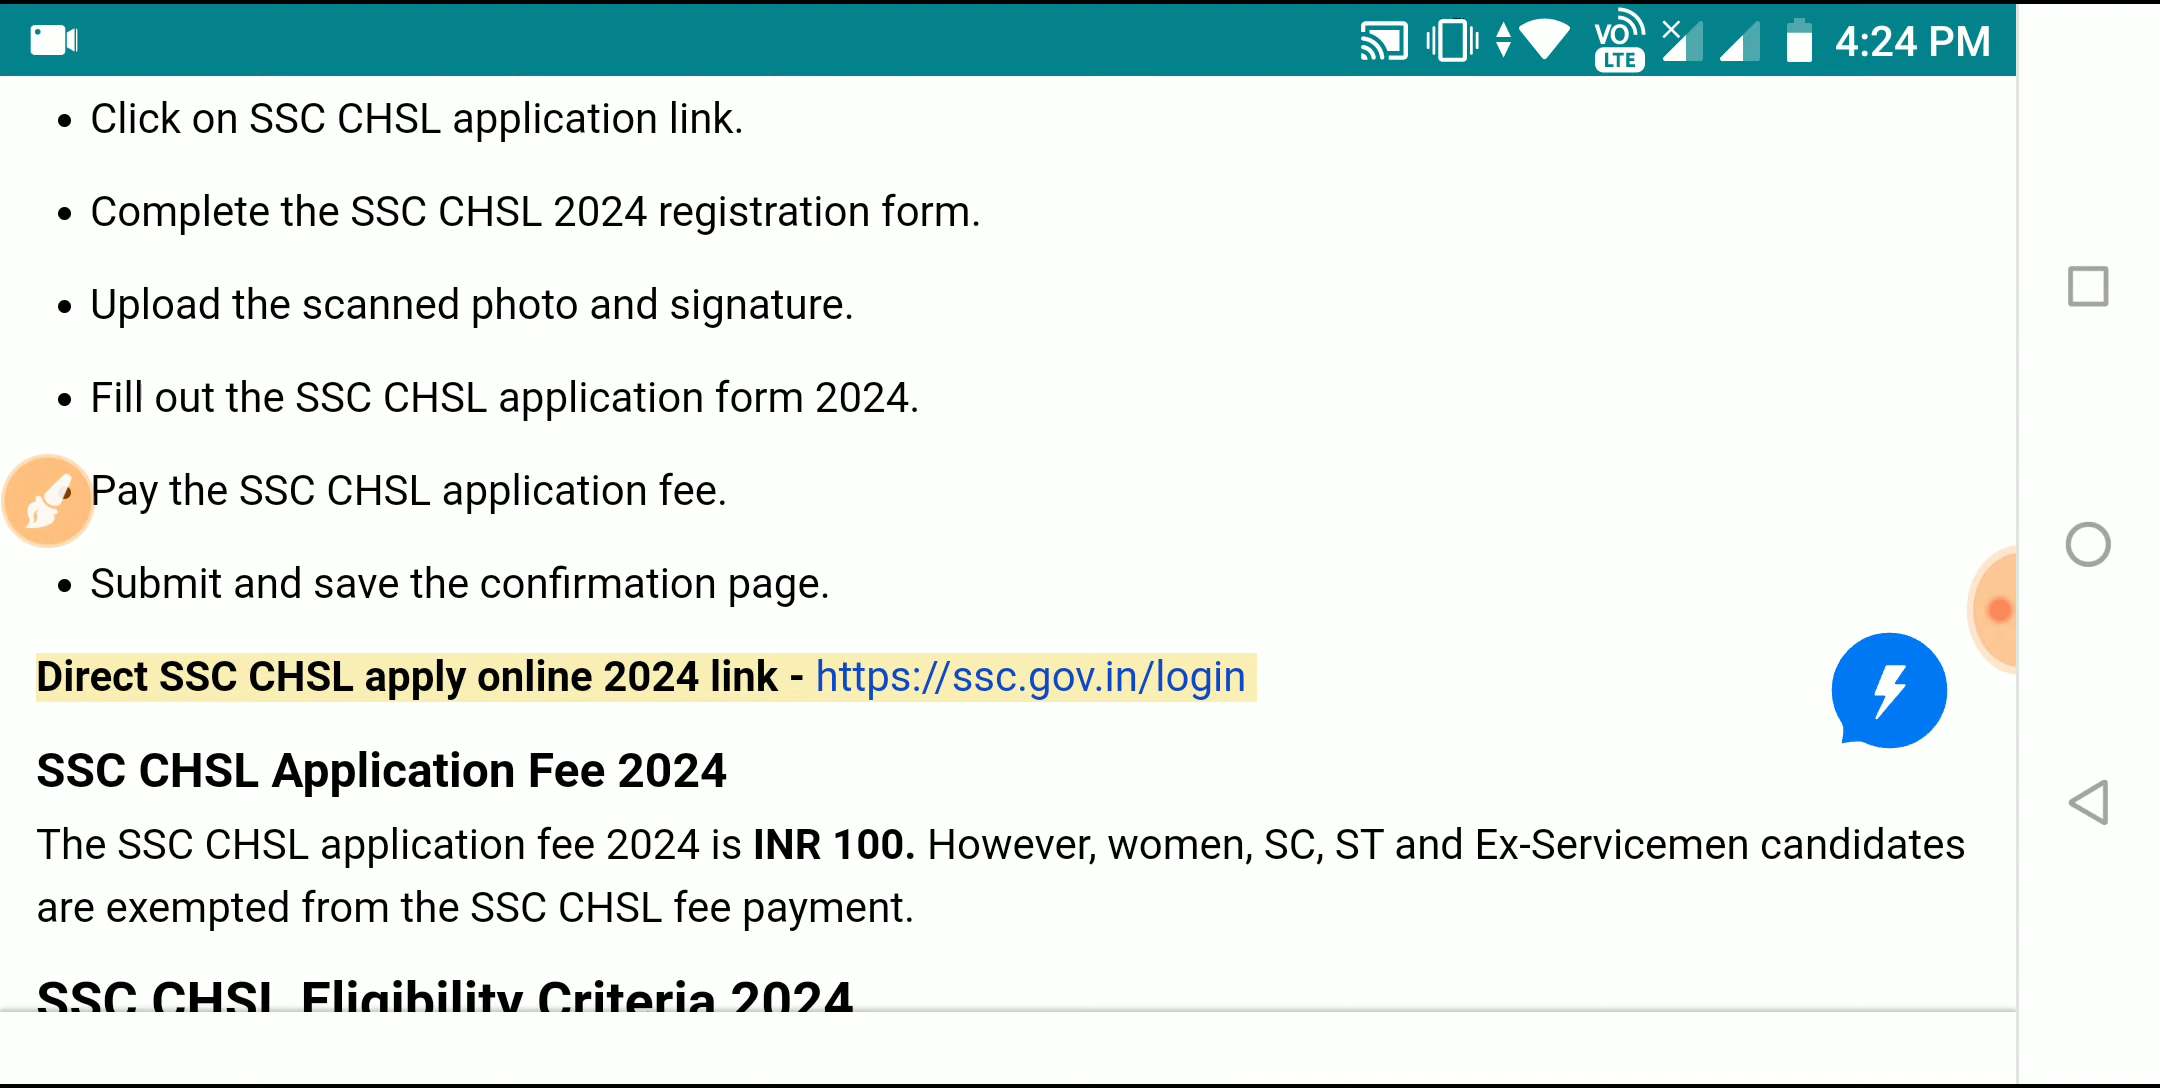 VO LTE 4:24 PM
• Click on SSC CHSL application link.
• Complete the SSC CHSL 2024 registration form.
• Upload the scanned photo and signature.
• Fill out the SSC CHSL application form 2024.
• Pay the SSC CHSL application fee.
• Submit and save the confirmation page.
Direct SSC CHSL apply online 2024 link - https://ssc.gov.in/login
SSC CHSL Application Fee 2024
The SSC CHSL application fee 2024 is INR 100. However, women, SC, ST and Ex-Servicemen candidates
are exempted from the SSC CHSL fee payment.
SSC CHSL Eligibility Criteria 2024